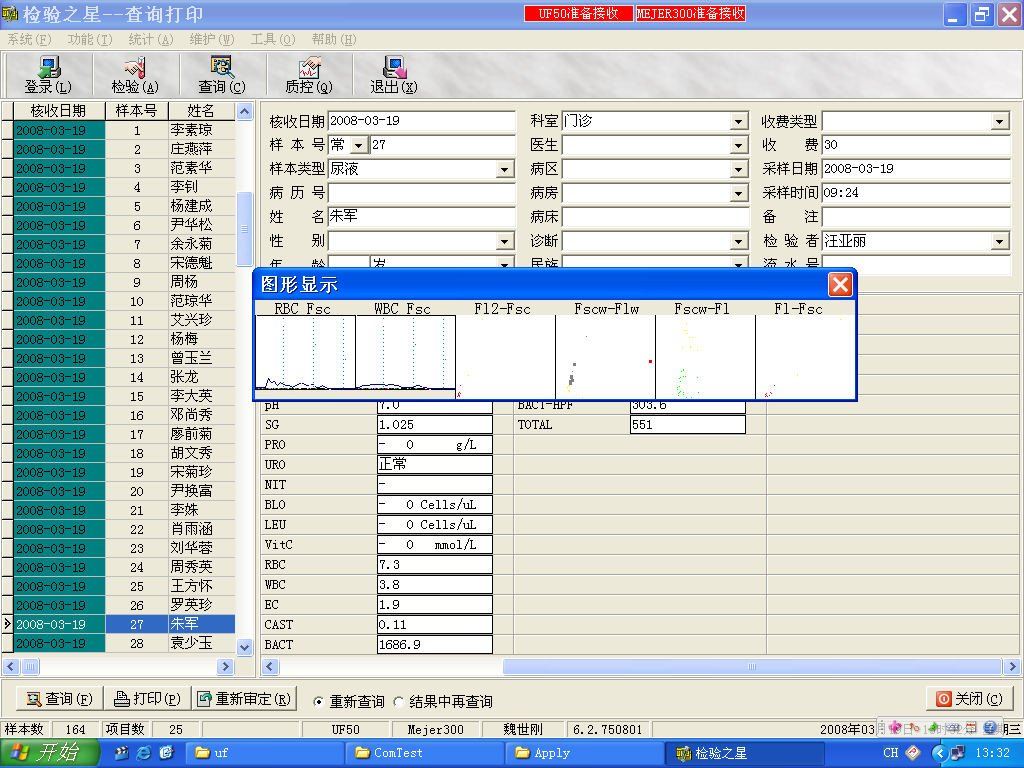 检验之星--查询打印 UF50准备接收 MEJER300准备接收
系统(F) 功能(T) 统计(A) 维护(W) 工具(O) 帮助(H)
登录(L) 检验(A) 查询(C) 质控(Q) 退出(X)
核收日期 样本号 姓名
2008-03-19 1 李素琼
2008-03-19 2 庄燕萍
2008-03-19 3 范素华
2008-03-19 4 李钊
2008-03-19 5 杨建成
2008-03-19 6 尹华松
2008-03-19 7 余永菊
2008-03-19 8 宋德魁
2008-03-19 9 周杨
2008-03-19 10 范琼华
2008-03-19 11 艾兴珍
2008-03-19 12 杨梅
2008-03-19 13 曾玉兰
2008-03-19 14 张龙
2008-03-19 15 李大英
2008-03-19 16 邓尚秀
2008-03-19 17 廖前菊
2008-03-19 18 胡文秀
2008-03-19 19 宋菊珍
2008-03-19 20 尹换富
2008-03-19 21 李姝
2008-03-19 22 肖雨涵
2008-03-19 23 刘华蓉
2008-03-19 24 周秀英
2008-03-19 25 王方怀
2008-03-19 26 罗英珍
2008-03-19 27 朱军
2008-03-19 28 袁少玉
核收日期 2008-03-19 科室 门诊 收费类型
样本号 常 27 医生 收费 30
样本类型 尿液 病区 采样日期 2008-03-19
病历号 病房 采样时间 09:24
姓名 朱军 病床 备注
性别 诊断 检验者 汪亚丽
年龄 岁 民族 流水号
图形显示
RBC Fsc WBC Fsc Fl2-Fsc Fscw-Flw Fscw-Fl Fl-Fsc
pH 7.0 BACT-HPF 303.6
SG 1.025 TOTAL 551
PRO - 0 g/L
URO 正常
NIT -
BLO - 0 Cells/uL
LEU - 0 Cells/uL
VitC - 0 mmol/L
RBC 7.3
WBC 3.8
EC 1.9
CAST 0.11
BACT 1686.9
查询(F) 打印(P) 重新审定(R) 重新查询 结果中再查询 关闭(C)
样本数 164 项目数 25 UF50 Mejer300 魏世刚 6.2.750801 2008年03
开始 uf ComTest Apply 检验之星 CH 13:32